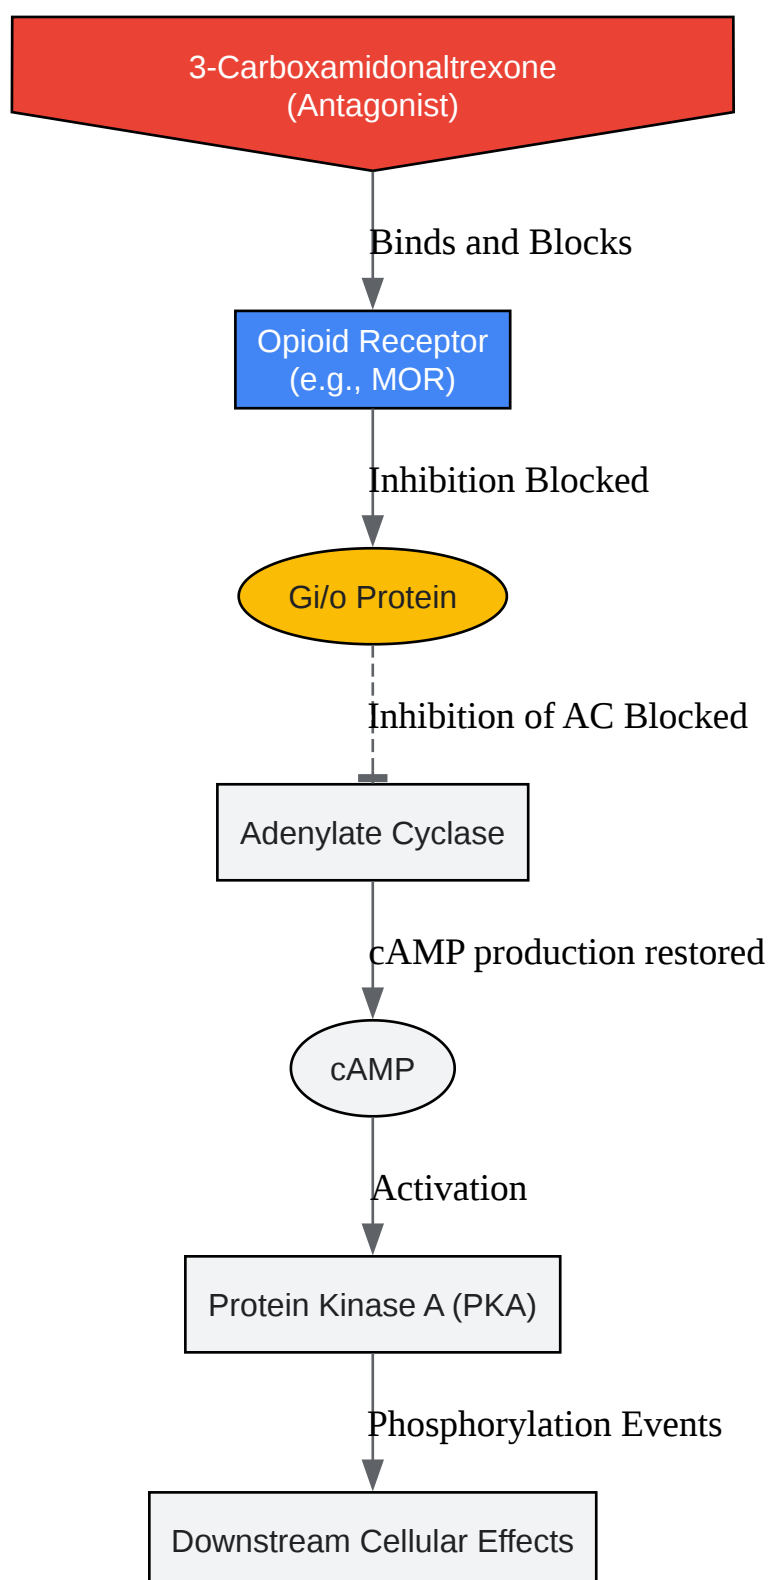 3-Carboxamidonaltrexone
(Antagonist)
Binds and Blocks
Opioid Receptor
(e.g., MOR)
Inhibition Blocked
Gi/o Protein
Inhibition of AC Blocked
Adenylate Cyclase
cAMP production restored
cAMP
Activation
Protein Kinase A (PKA)
Phosphorylation Events
Downstream Cellular Effects